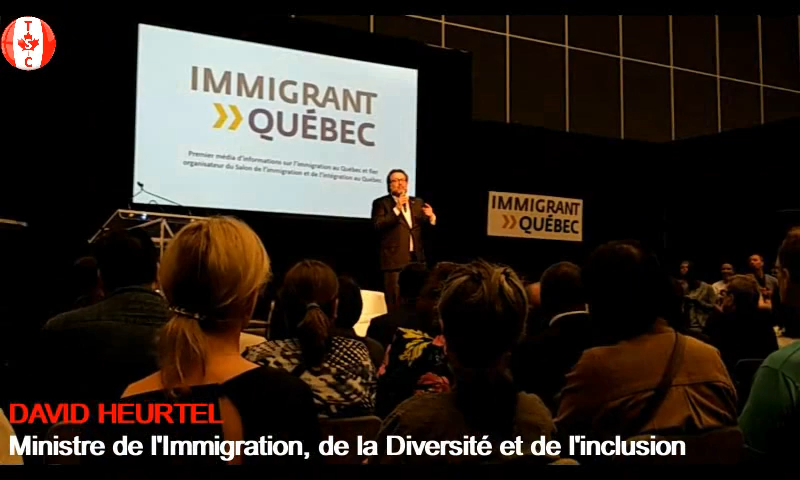 T
S
C
IMMIGRANT
QUÉBEC
Premier média d'informations sur l'immigration au Québec et fier
organisateur du Salon de l'immigration et de l'intégration au Québec
IMMIGRANT
QUÉBEC
DAVID HEURTEL
Ministre de l'Immigration, de la Diversité et de l'inclusion